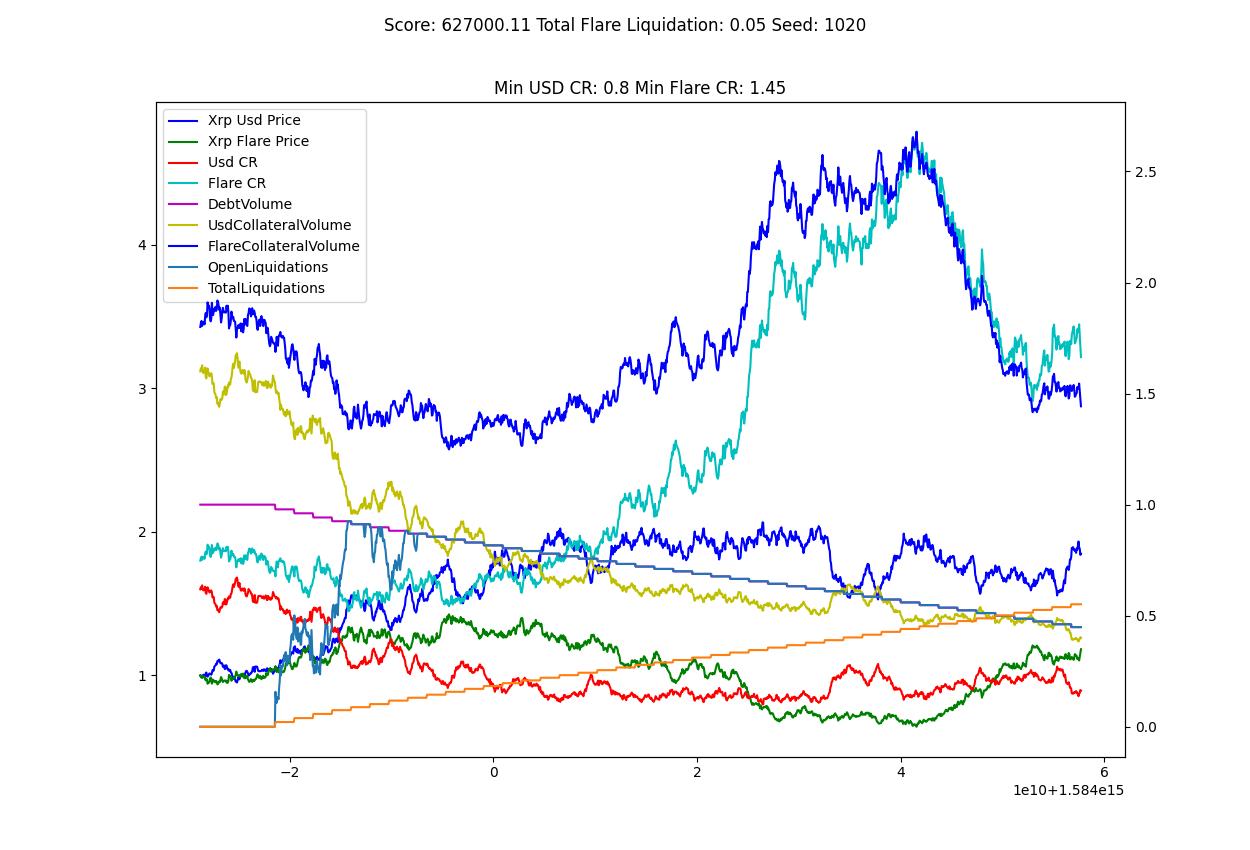 Score: 627000.11 Total Flare Liquidation: 0.05 Seed: 1020
Min USD CR: 0.8 Min Flare CR: 1.45
Xrp Usd Price
Xrp Flare Price
Usd CR
Flare CR
DebtVolume
UsdCollateralVolume
FlareCollateralVolume
OpenLiquidations
TotalLiquidations
4
3
2
1
2.5
2.0
1.5
1.0
0.5
0.0
−2 0 2 4 6
1e10+1.584e15